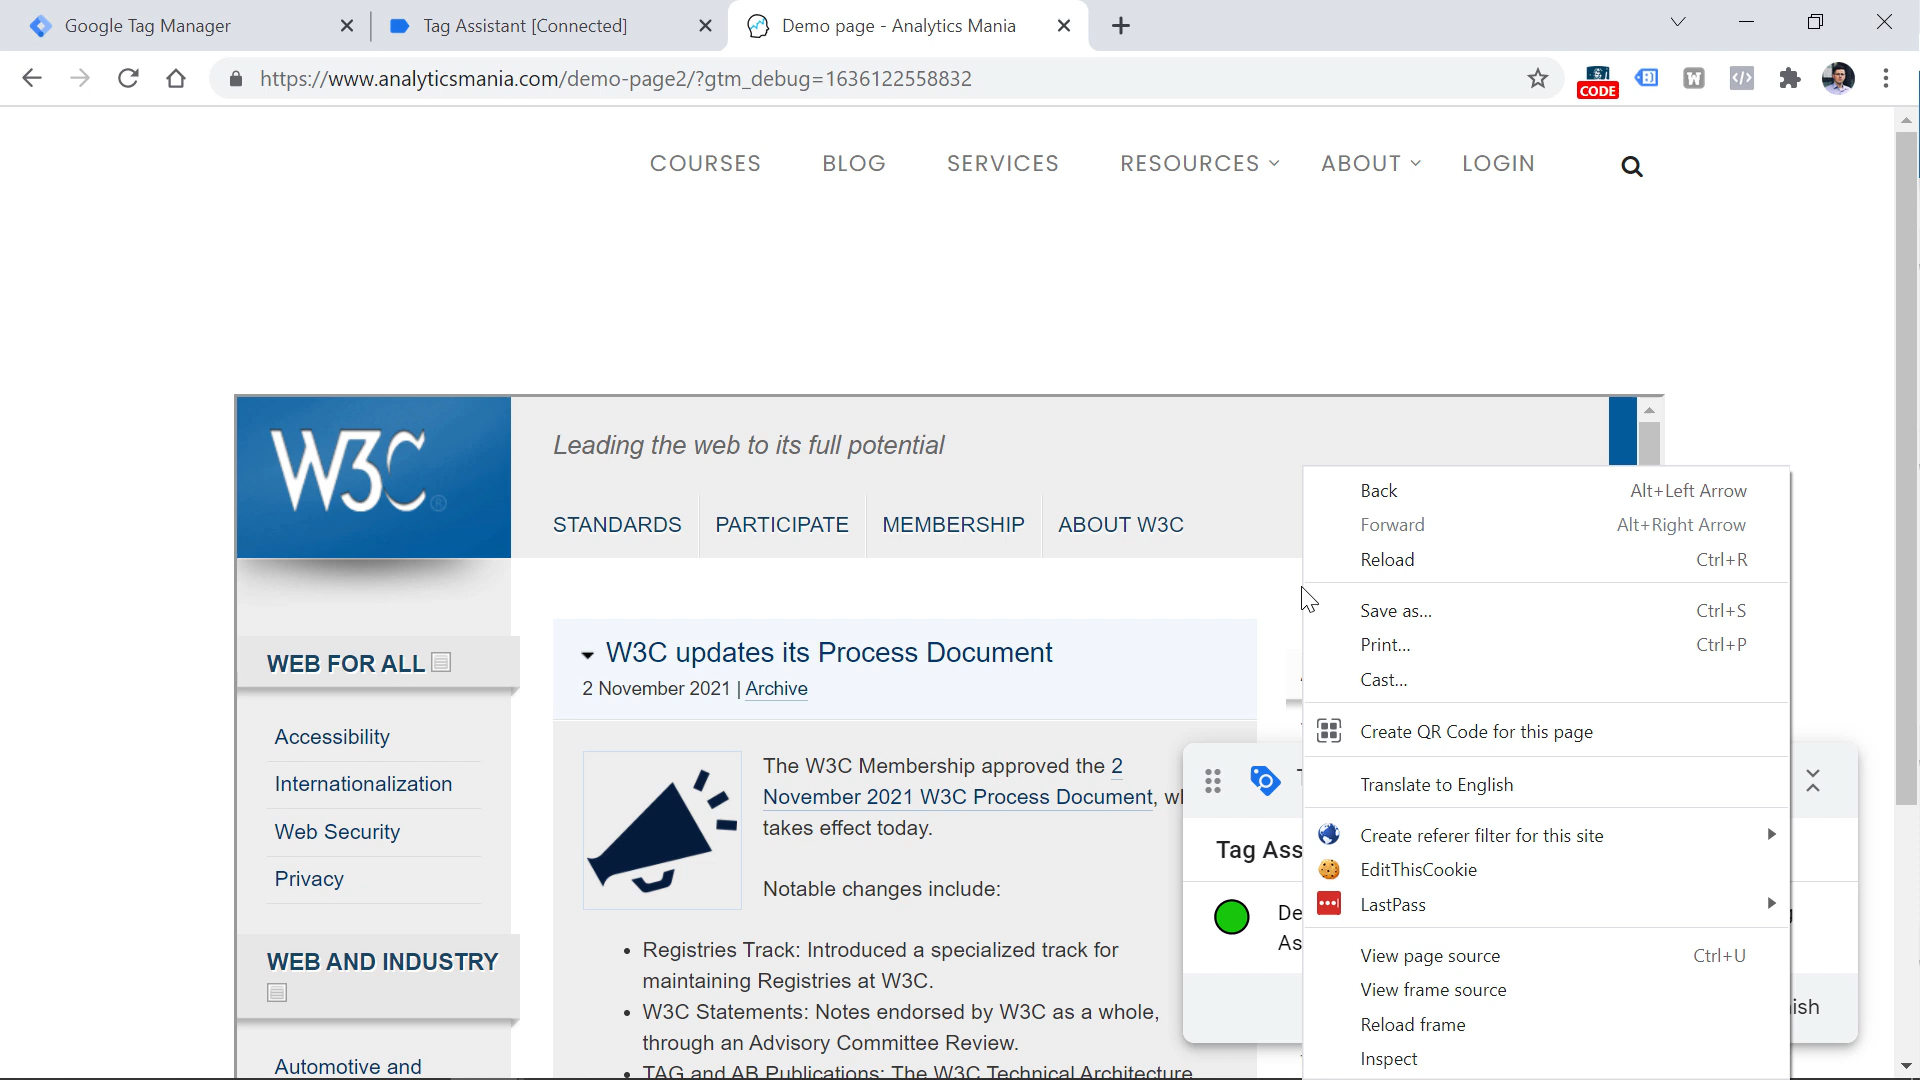 Google Tag Manager
Tag Assistant [Connected]
Demo page - Analytics Mania
https://www.analyticsmania.com/demo-page2/?gtm_debug=1636122558832
CODE
COURSES
BLOG
SERVICES
RESOURCES
ABOUT
LOGIN
W3C®
Leading the web to its full potential
STANDARDS
PARTICIPATE
MEMBERSHIP
ABOUT W3C
WEB FOR ALL
Accessibility
Internationalization
Web Security
Privacy
WEB AND INDUSTRY
Automotive and
W3C updates its Process Document
2 November 2021 | Archive
The W3C Membership approved the 2
November 2021 W3C Process Document,
takes effect today.
Notable changes include:
• Registries Track: Introduced a specialized track for
maintaining Registries at W3C.
• W3C Statements: Notes endorsed by W3C as a whole,
through an Advisory Committee Review.
• TAG and AB Publications: The W3C Technical Architecture
Tag Ass
De
As
ish
Back Alt+Left Arrow
Forward Alt+Right Arrow
Reload Ctrl+R
Save as... Ctrl+S
Print... Ctrl+P
Cast...
Create QR Code for this page
Translate to English
Create referer filter for this site
EditThisCookie
LastPass
View page source Ctrl+U
View frame source
Reload frame
Inspect